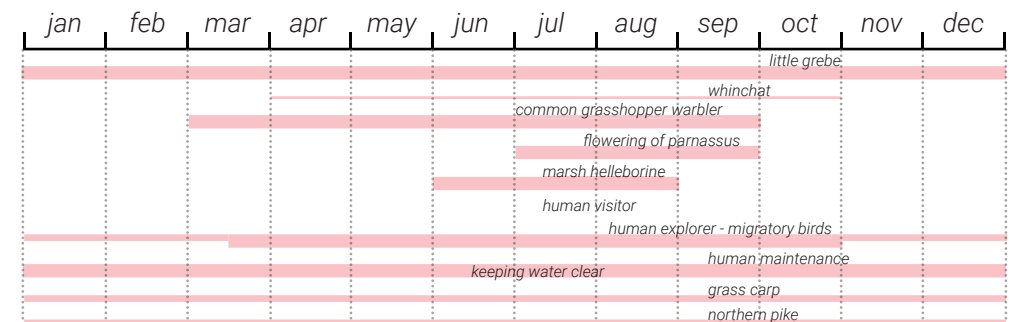 jan feb mar apr may jun jul aug sep oct nov dec
little grebe
whinchat
common grasshopper warbler
flowering of parnassus
marsh helleborine
human visitor
human explorer - migratory birds
human maintenance
keeping water clear
grass carp
northern pike